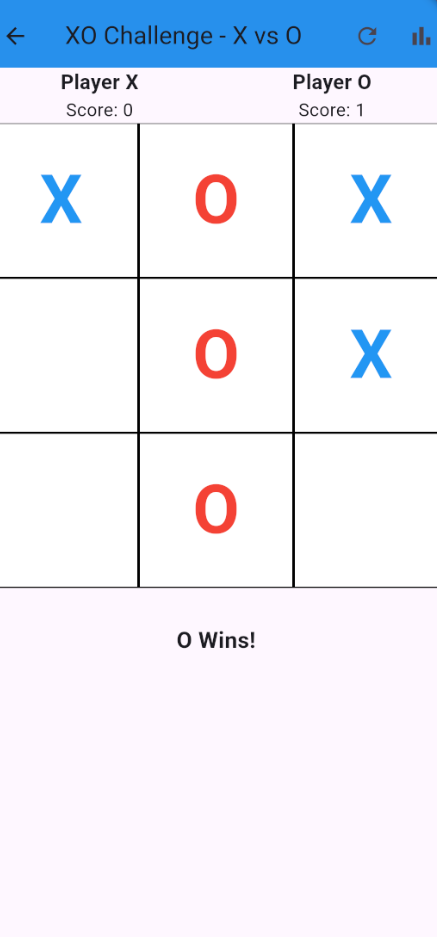 XO Challenge - X vs O
Player X Player O
Score: 0 Score: 1
X O X
O X
O
O Wins!